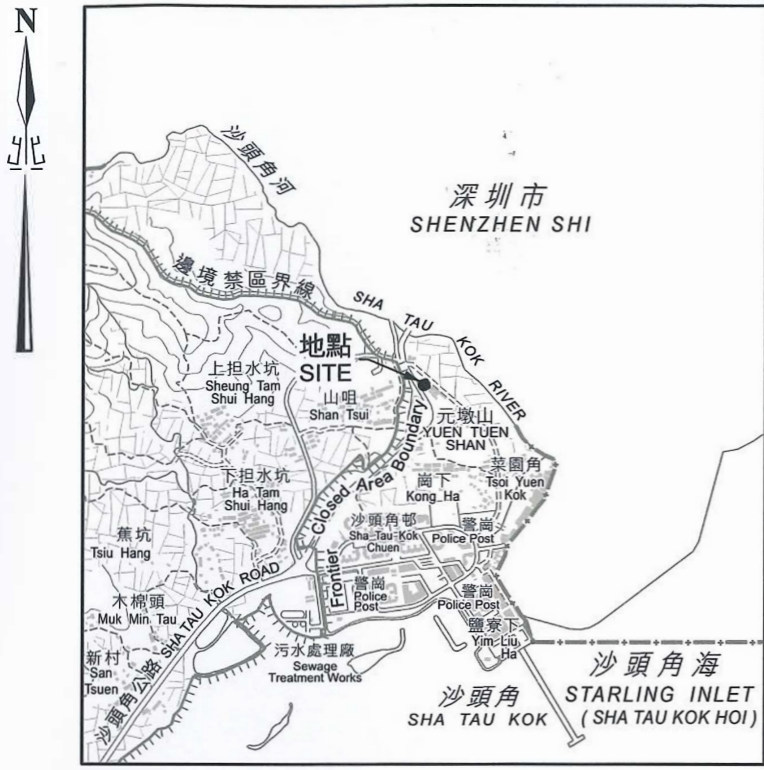 N
沙頭角河
深圳市
SHENZHEN SHI
邊境禁區界線
SHA TAU KOK RIVER
地點
SITE
上担水坑
Sheung Tam
Shui Hang
山咀
Shan Tsui
元墩山
YUEN TUEN
SHAN
菜園角
Tsoi Yuen
Kok
崗下
Kong Ha
下担水坑
Ha Tam
Shui Hang
Frontier Closed Area Boundary
沙頭角邨
Sha Tau Kok
Chuen
警崗
Police Post
蕉坑
Tsiu Hang
警崗
Police
Post
警崗
Police Post
木棉頭
Muk Min Tau
沙頭角公路 SHA TAU KOK ROAD
鹽寮下
Yim Liu
Ha
新村
San
Tsuen
污水處理廠
Sewage
Treatment Works
沙頭角
SHA TAU KOK
沙頭角海
STARLING INLET
( SHA TAU KOK HOI )